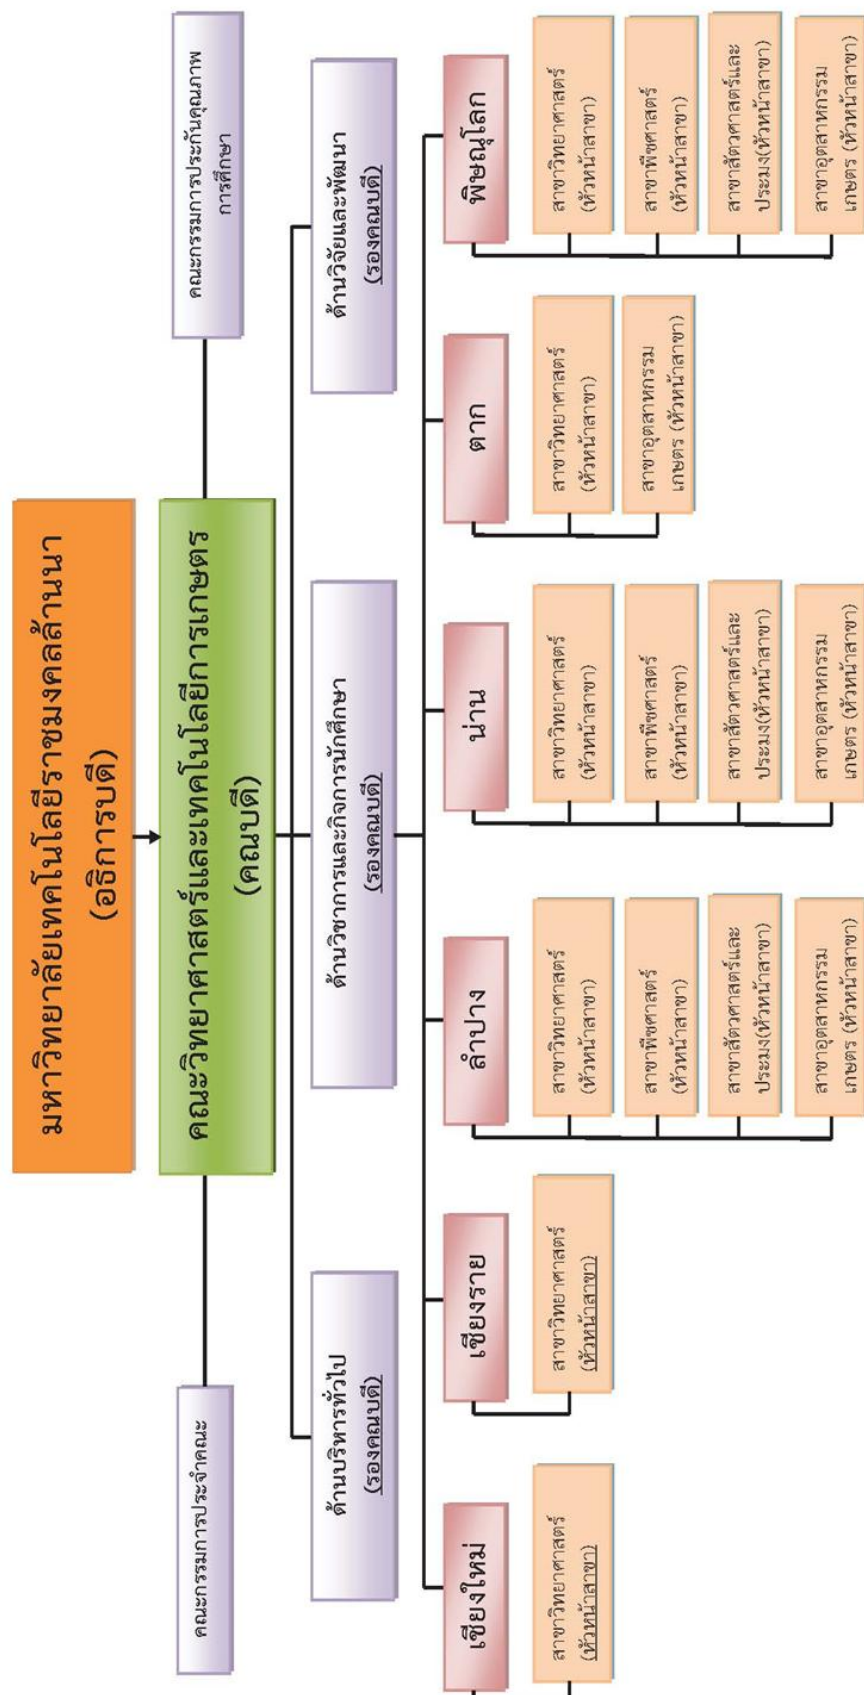 มหาวิทยาลัยเทคโนโลยีราชมงคลล้านนา
(อธิการบดี)
คณะกรรมการประจำคณะ
คณะวิทยาศาสตร์และเทคโนโลยีการเกษตร
(คณบดี)
คณะกรรมการประกันคุณภาพ
การศึกษา
ด้านบริหารทั่วไป
(รองคณบดี)
ด้านวิชาการและกิจการนักศึกษา
(รองคณบดี)
ด้านวิจัยและพัฒนา
(รองคณบดี)
เชียงใหม่
สาขาวิทยาศาสตร์
(หัวหน้าสาขา)
เชียงราย
สาขาวิทยาศาสตร์
(หัวหน้าสาขา)
ลำปาง
สาขาวิทยาศาสตร์
(หัวหน้าสาขา)
สาขาพืชศาสตร์
(หัวหน้าสาขา)
สาขาสัตวศาสตร์และ
ประมง(หัวหน้าสาขา)
สาขาอุตสาหกรรม
เกษตร (หัวหน้าสาขา)
น่าน
สาขาวิทยาศาสตร์
(หัวหน้าสาขา)
สาขาพืชศาสตร์
(หัวหน้าสาขา)
สาขาสัตวศาสตร์และ
ประมง(หัวหน้าสาขา)
สาขาอุตสาหกรรม
เกษตร (หัวหน้าสาขา)
ตาก
สาขาวิทยาศาสตร์
(หัวหน้าสาขา)
สาขาอุตสาหกรรม
เกษตร (หัวหน้าสาขา)
พิษณุโลก
สาขาวิทยาศาสตร์
(หัวหน้าสาขา)
สาขาพืชศาสตร์
(หัวหน้าสาขา)
สาขาสัตวศาสตร์และ
ประมง(หัวหน้าสาขา)
สาขาอุตสาหกรรม
เกษตร (หัวหน้าสาขา)